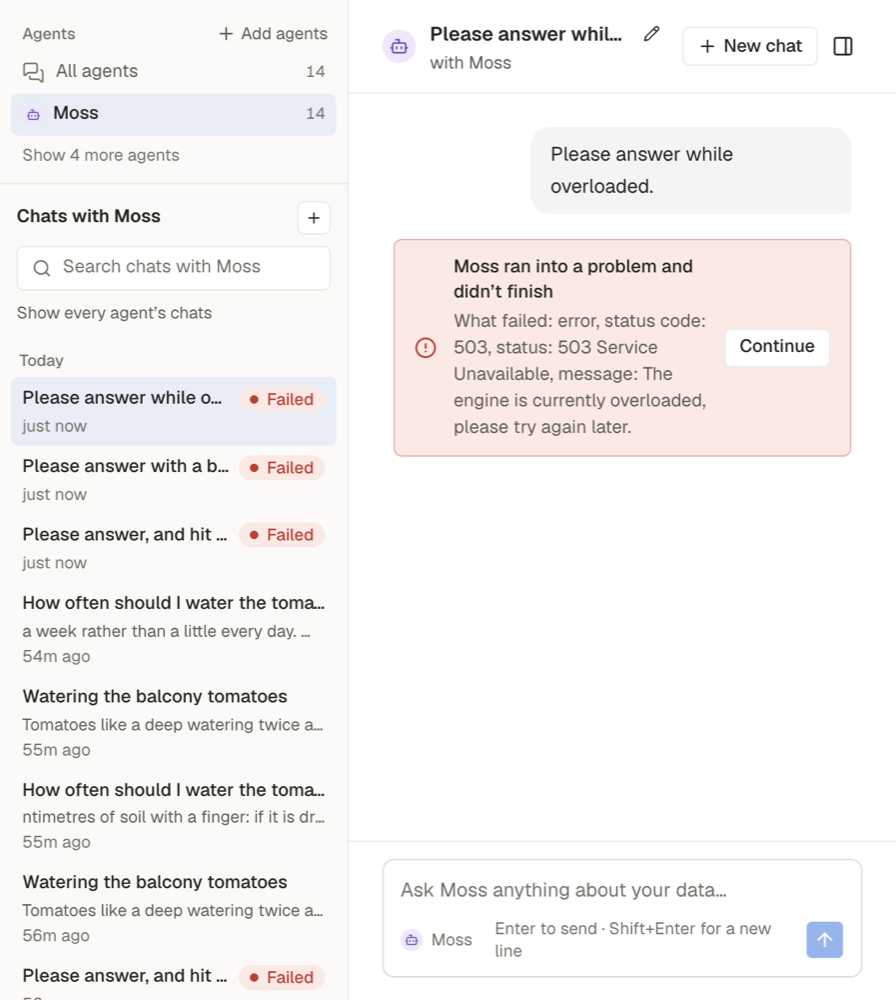 Agents
+ Add agents
All agents
14
Moss
14
Show 4 more agents
Chats with Moss
+
Search chats with Moss
Show every agent's chats
Today
Please answer while o...
Failed
just now
Please answer with a b...
Failed
just now
Please answer, and hit ...
Failed
just now
How often should I water the toma...
a week rather than a little every day. ...
54m ago
Watering the balcony tomatoes
Tomatoes like a deep watering twice a...
55m ago
How often should I water the toma...
ntimetres of soil with a finger: if it is dr...
55m ago
Watering the balcony tomatoes
Tomatoes like a deep watering twice a...
56m ago
Please answer, and hit ...
Failed
Please answer whil...
with Moss
+ New chat
Please answer while
overloaded.
Moss ran into a problem and
didn't finish
What failed: error, status code:
503, status: 503 Service
Unavailable, message: The
engine is currently overloaded,
please try again later.
Continue
Ask Moss anything about your data...
Moss
Enter to send · Shift+Enter for a new
line